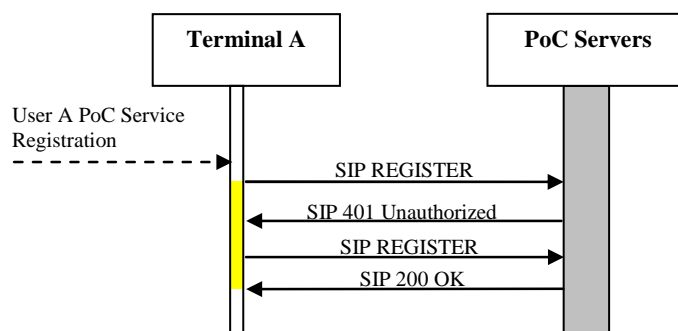 Terminal A
PoC Servers
User A PoC Service
Registration
SIP REGISTER
SIP 401 Unauthorized
SIP REGISTER
SIP 200 OK